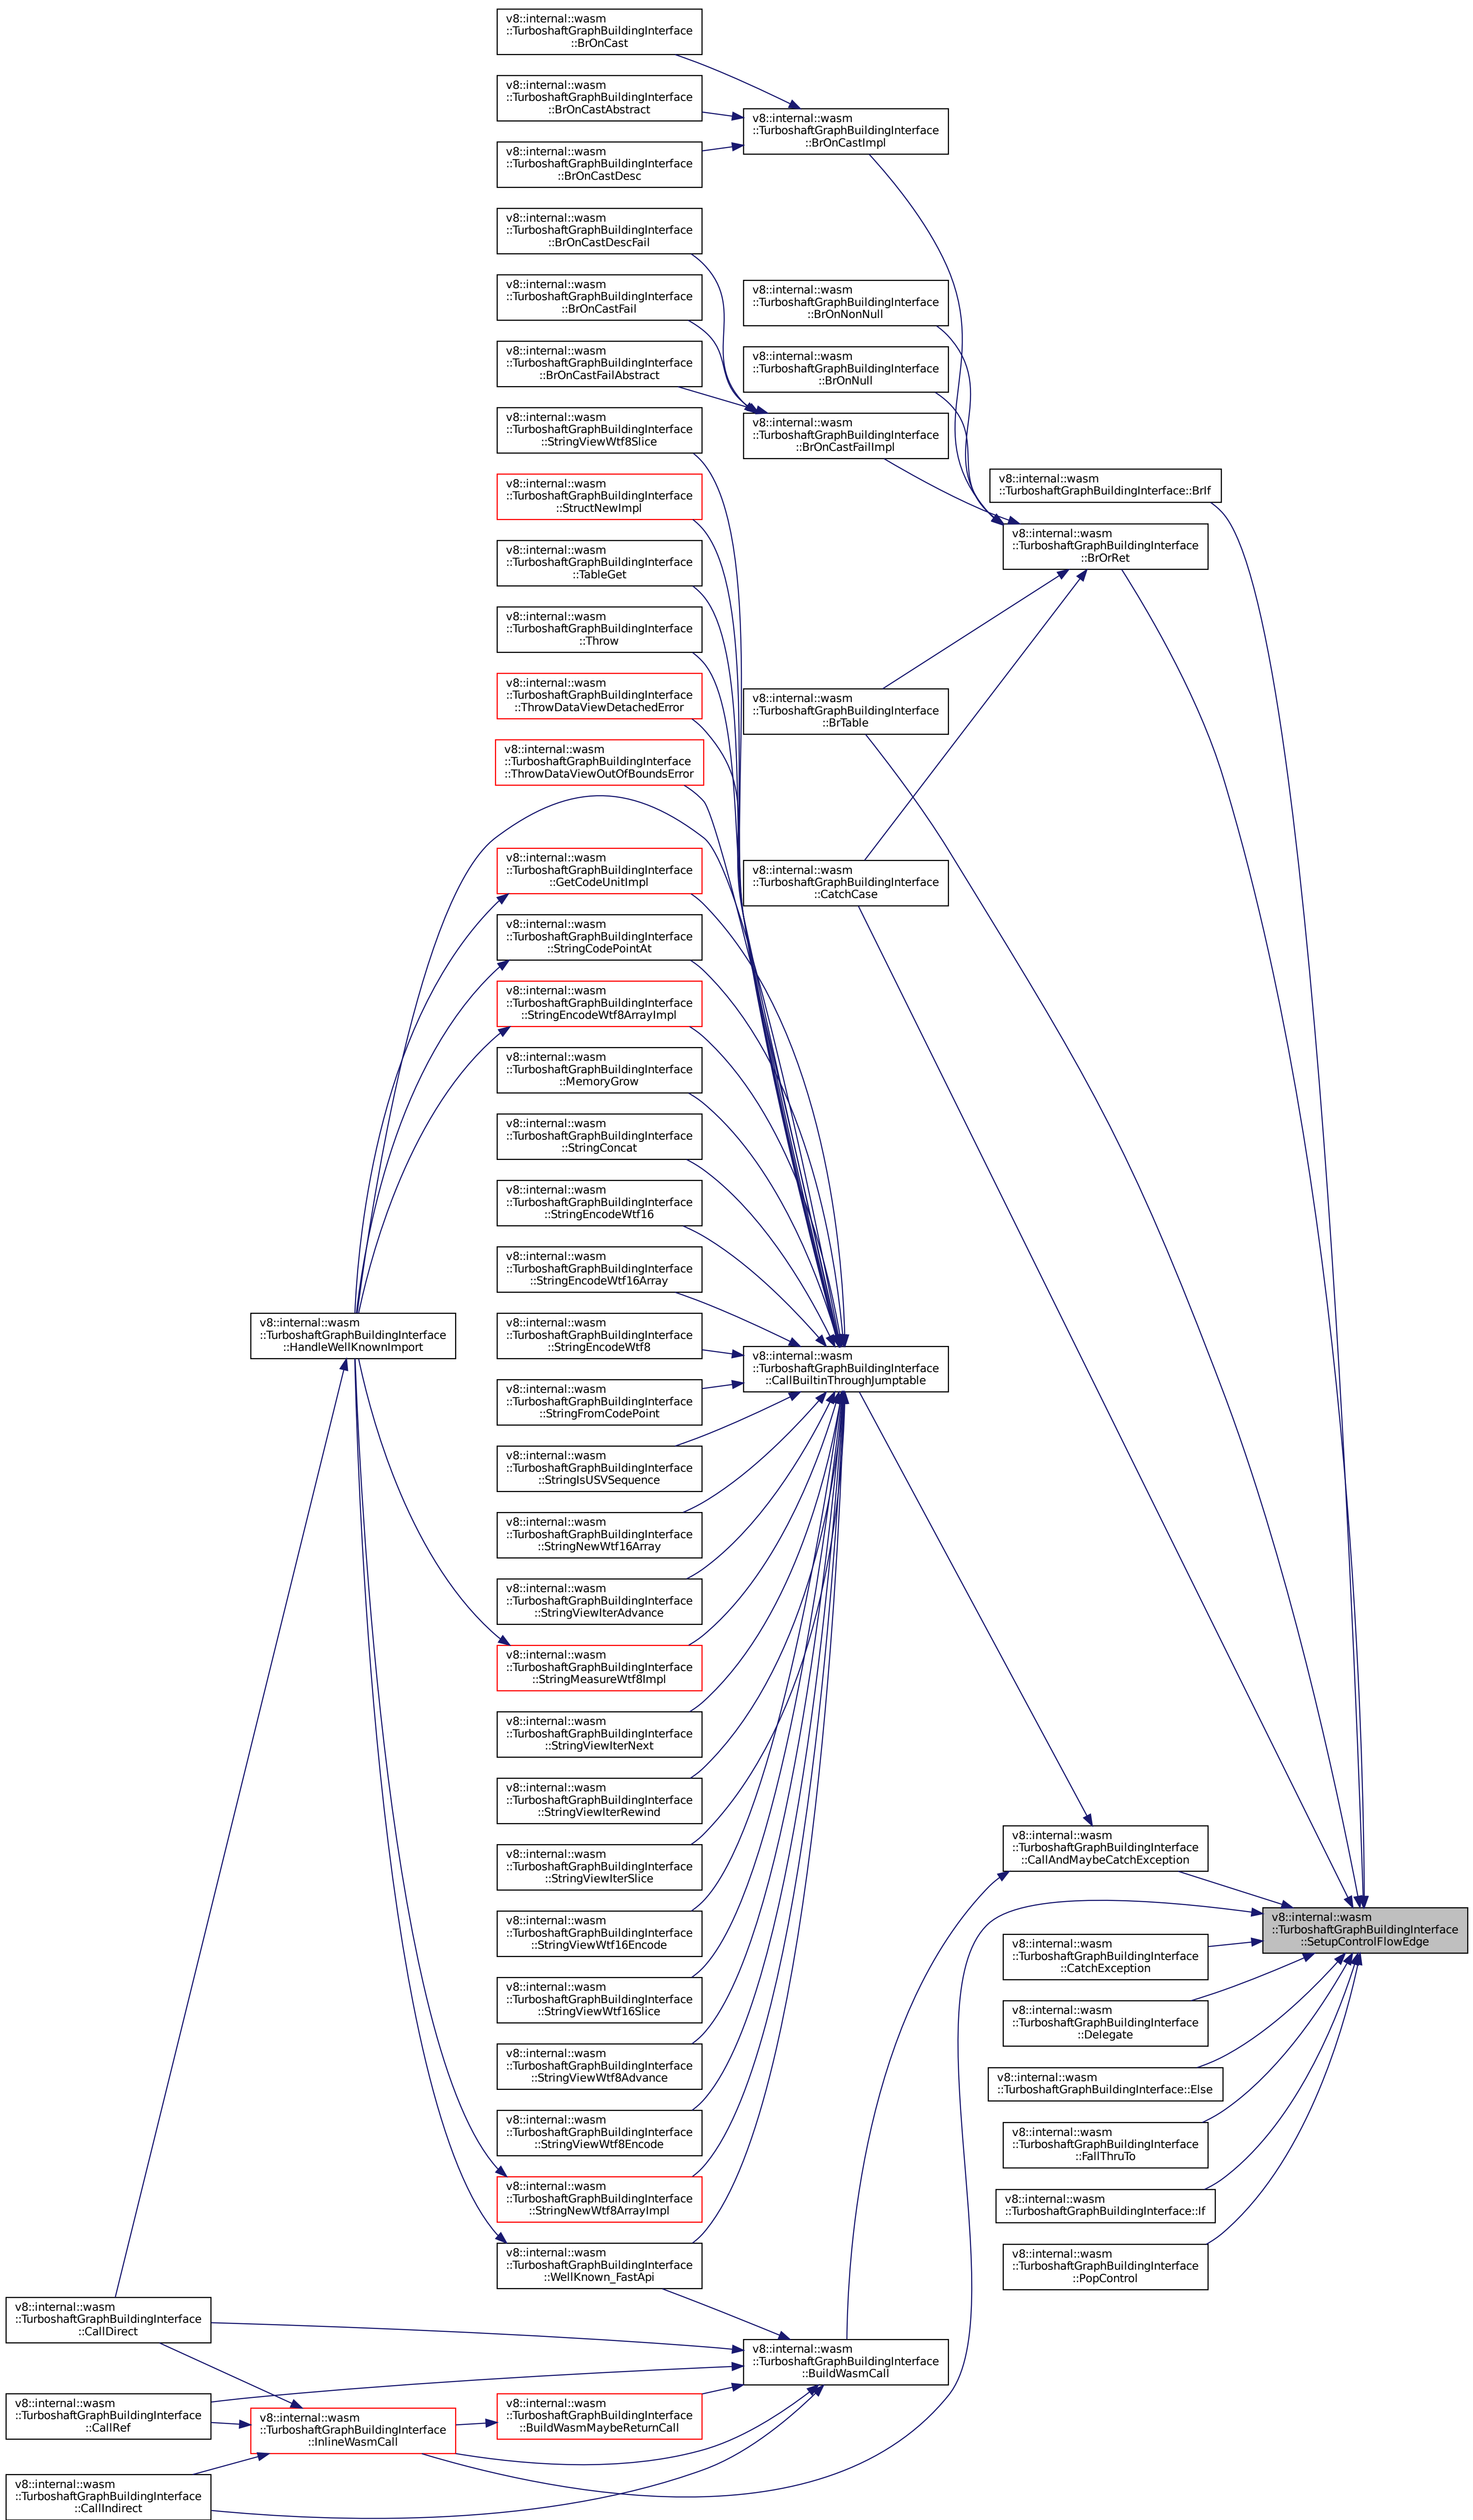 v8::internal::wasm
::TurboshaftGraphBuildingInterface
::BrOnCast
v8::internal::wasm
::TurboshaftGraphBuildingInterface
::BrOnCastAbstract
v8::internal::wasm
::TurboshaftGraphBuildingInterface
::BrOnCastImpl
v8::internal::wasm
::TurboshaftGraphBuildingInterface
::BrOnCastDesc
v8::internal::wasm
::TurboshaftGraphBuildingInterface
::BrOnCastDescFail
v8::internal::wasm
::TurboshaftGraphBuildingInterface
::BrOnCastFail
v8::internal::wasm
::TurboshaftGraphBuildingInterface
::BrOnNonNull
v8::internal::wasm
::TurboshaftGraphBuildingInterface
::BrOnCastFailAbstract
v8::internal::wasm
::TurboshaftGraphBuildingInterface
::BrOnNull
v8::internal::wasm
::TurboshaftGraphBuildingInterface
::StringViewWtf8Slice
v8::internal::wasm
::TurboshaftGraphBuildingInterface
::BrOnCastFailImpl
v8::internal::wasm
::TurboshaftGraphBuildingInterface
::StructNewImpl
v8::internal::wasm
::TurboshaftGraphBuildingInterface::BrIf
v8::internal::wasm
::TurboshaftGraphBuildingInterface
::BrOrRet
v8::internal::wasm
::TurboshaftGraphBuildingInterface
::TableGet
v8::internal::wasm
::TurboshaftGraphBuildingInterface
::Throw
v8::internal::wasm
::TurboshaftGraphBuildingInterface
::ThrowDataViewDetachedError
v8::internal::wasm
::TurboshaftGraphBuildingInterface
::BrTable
v8::internal::wasm
::TurboshaftGraphBuildingInterface
::ThrowDataViewOutOfBoundsError
v8::internal::wasm
::TurboshaftGraphBuildingInterface
::GetCodeUnitImpl
v8::internal::wasm
::TurboshaftGraphBuildingInterface
::CatchCase
v8::internal::wasm
::TurboshaftGraphBuildingInterface
::StringCodePointAt
v8::internal::wasm
::TurboshaftGraphBuildingInterface
::StringEncodeWtf8ArrayImpl
v8::internal::wasm
::TurboshaftGraphBuildingInterface
::MemoryGrow
v8::internal::wasm
::TurboshaftGraphBuildingInterface
::StringConcat
v8::internal::wasm
::TurboshaftGraphBuildingInterface
::StringEncodeWtf16
v8::internal::wasm
::TurboshaftGraphBuildingInterface
::StringEncodeWtf16Array
v8::internal::wasm
::TurboshaftGraphBuildingInterface
::HandleWellKnownImport
v8::internal::wasm
::TurboshaftGraphBuildingInterface
::StringEncodeWtf8
v8::internal::wasm
::TurboshaftGraphBuildingInterface
::CallBuiltinThroughJumptable
v8::internal::wasm
::TurboshaftGraphBuildingInterface
::StringFromCodePoint
v8::internal::wasm
::TurboshaftGraphBuildingInterface
::StringIsUSVSequence
v8::internal::wasm
::TurboshaftGraphBuildingInterface
::StringNewWtf16Array
v8::internal::wasm
::TurboshaftGraphBuildingInterface
::StringViewIterAdvance
v8::internal::wasm
::TurboshaftGraphBuildingInterface
::StringMeasureWtf8Impl
v8::internal::wasm
::TurboshaftGraphBuildingInterface
::StringViewIterNext
v8::internal::wasm
::TurboshaftGraphBuildingInterface
::StringViewIterRewind
v8::internal::wasm
::TurboshaftGraphBuildingInterface
::CallAndMaybeCatchException
v8::internal::wasm
::TurboshaftGraphBuildingInterface
::StringViewIterSlice
v8::internal::wasm
::TurboshaftGraphBuildingInterface
::SetupControlFlowEdge
v8::internal::wasm
::TurboshaftGraphBuildingInterface
::StringViewWtf16Encode
v8::internal::wasm
::TurboshaftGraphBuildingInterface
::CatchException
v8::internal::wasm
::TurboshaftGraphBuildingInterface
::StringViewWtf16Slice
v8::internal::wasm
::TurboshaftGraphBuildingInterface
::Delegate
v8::internal::wasm
::TurboshaftGraphBuildingInterface
::StringViewWtf8Advance
v8::internal::wasm
::TurboshaftGraphBuildingInterface::Else
v8::internal::wasm
::TurboshaftGraphBuildingInterface
::StringViewWtf8Encode
v8::internal::wasm
::TurboshaftGraphBuildingInterface
::FallThruTo
v8::internal::wasm
::TurboshaftGraphBuildingInterface
::StringNewWtf8ArrayImpl
v8::internal::wasm
::TurboshaftGraphBuildingInterface::If
v8::internal::wasm
::TurboshaftGraphBuildingInterface
::WellKnown_FastApi
v8::internal::wasm
::TurboshaftGraphBuildingInterface
::PopControl
v8::internal::wasm
::TurboshaftGraphBuildingInterface
::CallDirect
v8::internal::wasm
::TurboshaftGraphBuildingInterface
::BuildWasmCall
v8::internal::wasm
::TurboshaftGraphBuildingInterface
::CallRef
v8::internal::wasm
::TurboshaftGraphBuildingInterface
::InlineWasmCall
v8::internal::wasm
::TurboshaftGraphBuildingInterface
::BuildWasmMaybeReturnCall
v8::internal::wasm
::TurboshaftGraphBuildingInterface
::CallIndirect